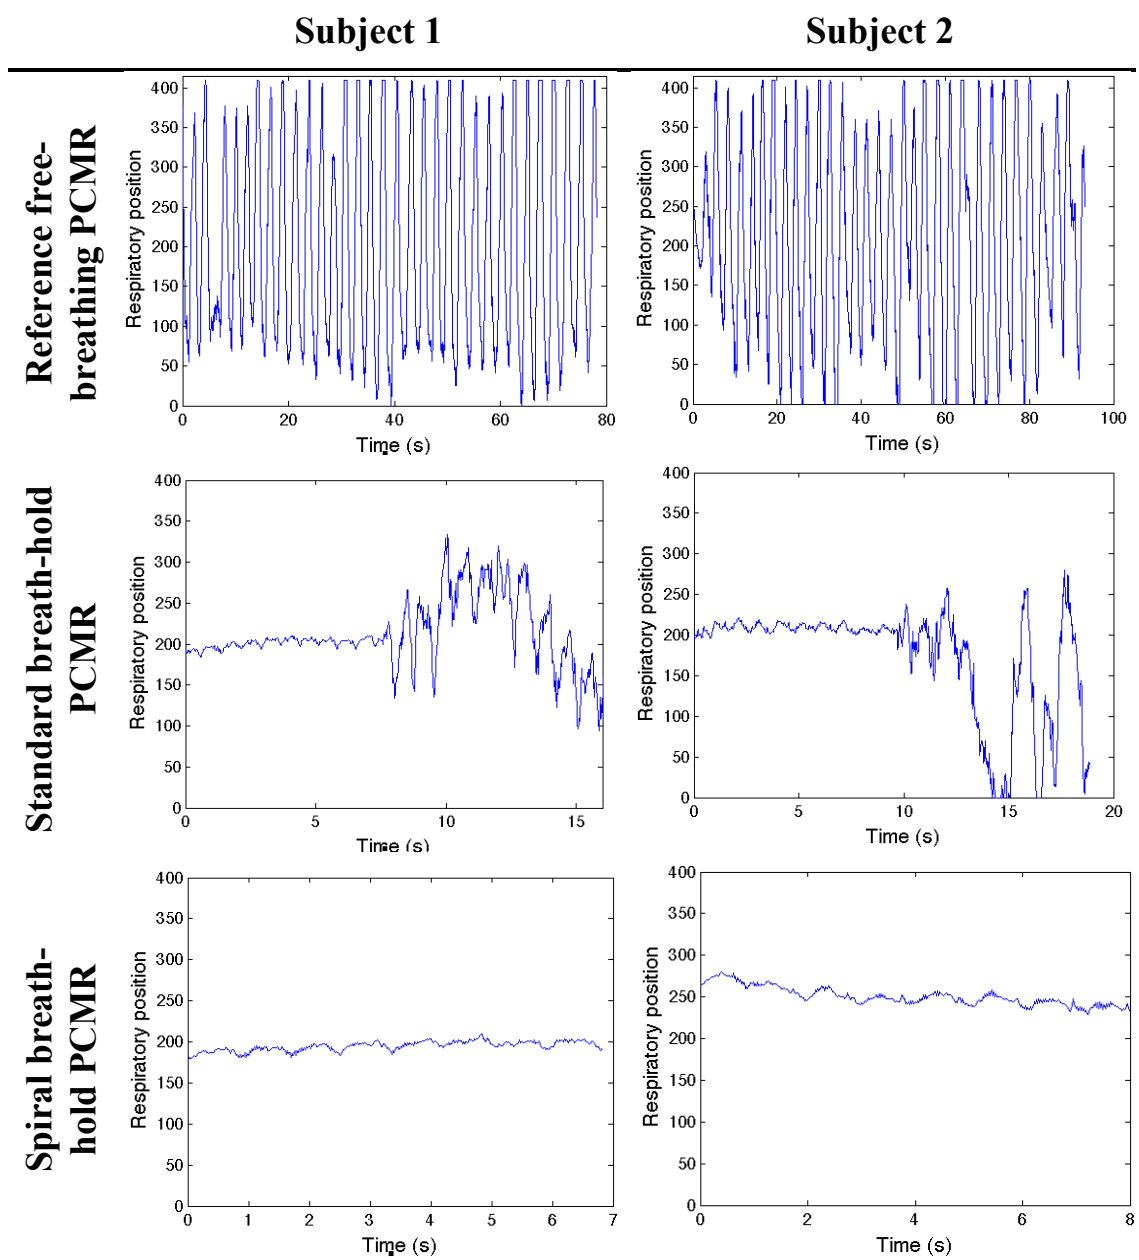 Subject 1
Subject 2
Reference free-
breathing PCMR
Respiratory position
400
350
300
250
200
150
100
50
0
0 20 40 60 80
Time (s)
Respiratory position
400
350
300
250
200
150
100
50
0
0 20 40 60 80 100
Time (s)
Standard breath-hold
PCMR
Respiratory position
400
350
300
250
200
150
100
50
0
0 5 10 15
Time (s)
Respiratory position
400
350
300
250
200
150
100
50
0
0 5 10 15 20
Time (s)
Spiral breath-
hold PCMR
Respiratory position
400
350
300
250
200
150
100
50
0
0 1 2 3 4 5 6 7
Time (s)
Respiratory position
400
350
300
250
200
150
100
50
0
0 2 4 6 8
Time (s)